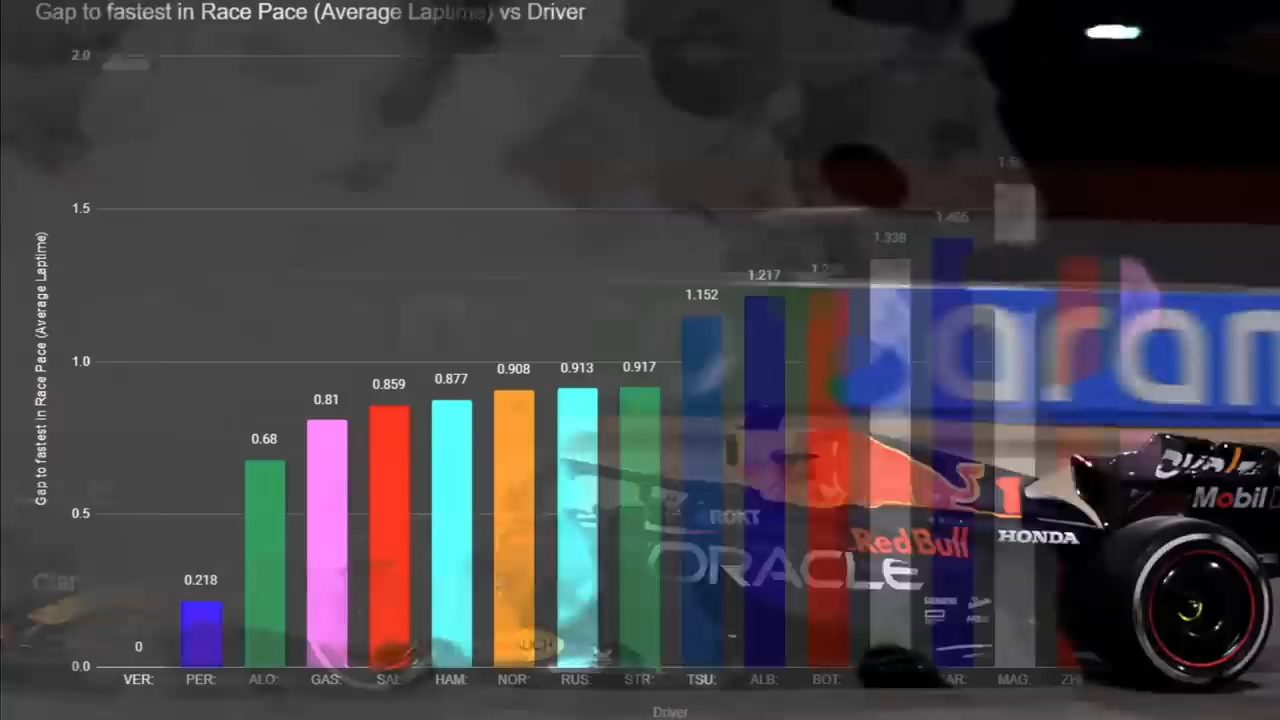 Gap to fastest in Race Pace (Average Laptime) vs Driver
2.0
1.5
1.0
0.5
0.0
Gap to fastest in Race Pace (Average Laptime)
0
0.218
0.68
0.81
0.859
0.877
0.908
0.913
0.917
1.152
1.217
1.338
VER:
PER:
ALO:
GAS:
SAI:
HAM:
NOR:
RUS:
STR:
TSU:
ALB:
BOT:
MAG:
Driver
aram
ROKT
ORACLE
Red Bull
1
HONDA
Mobil